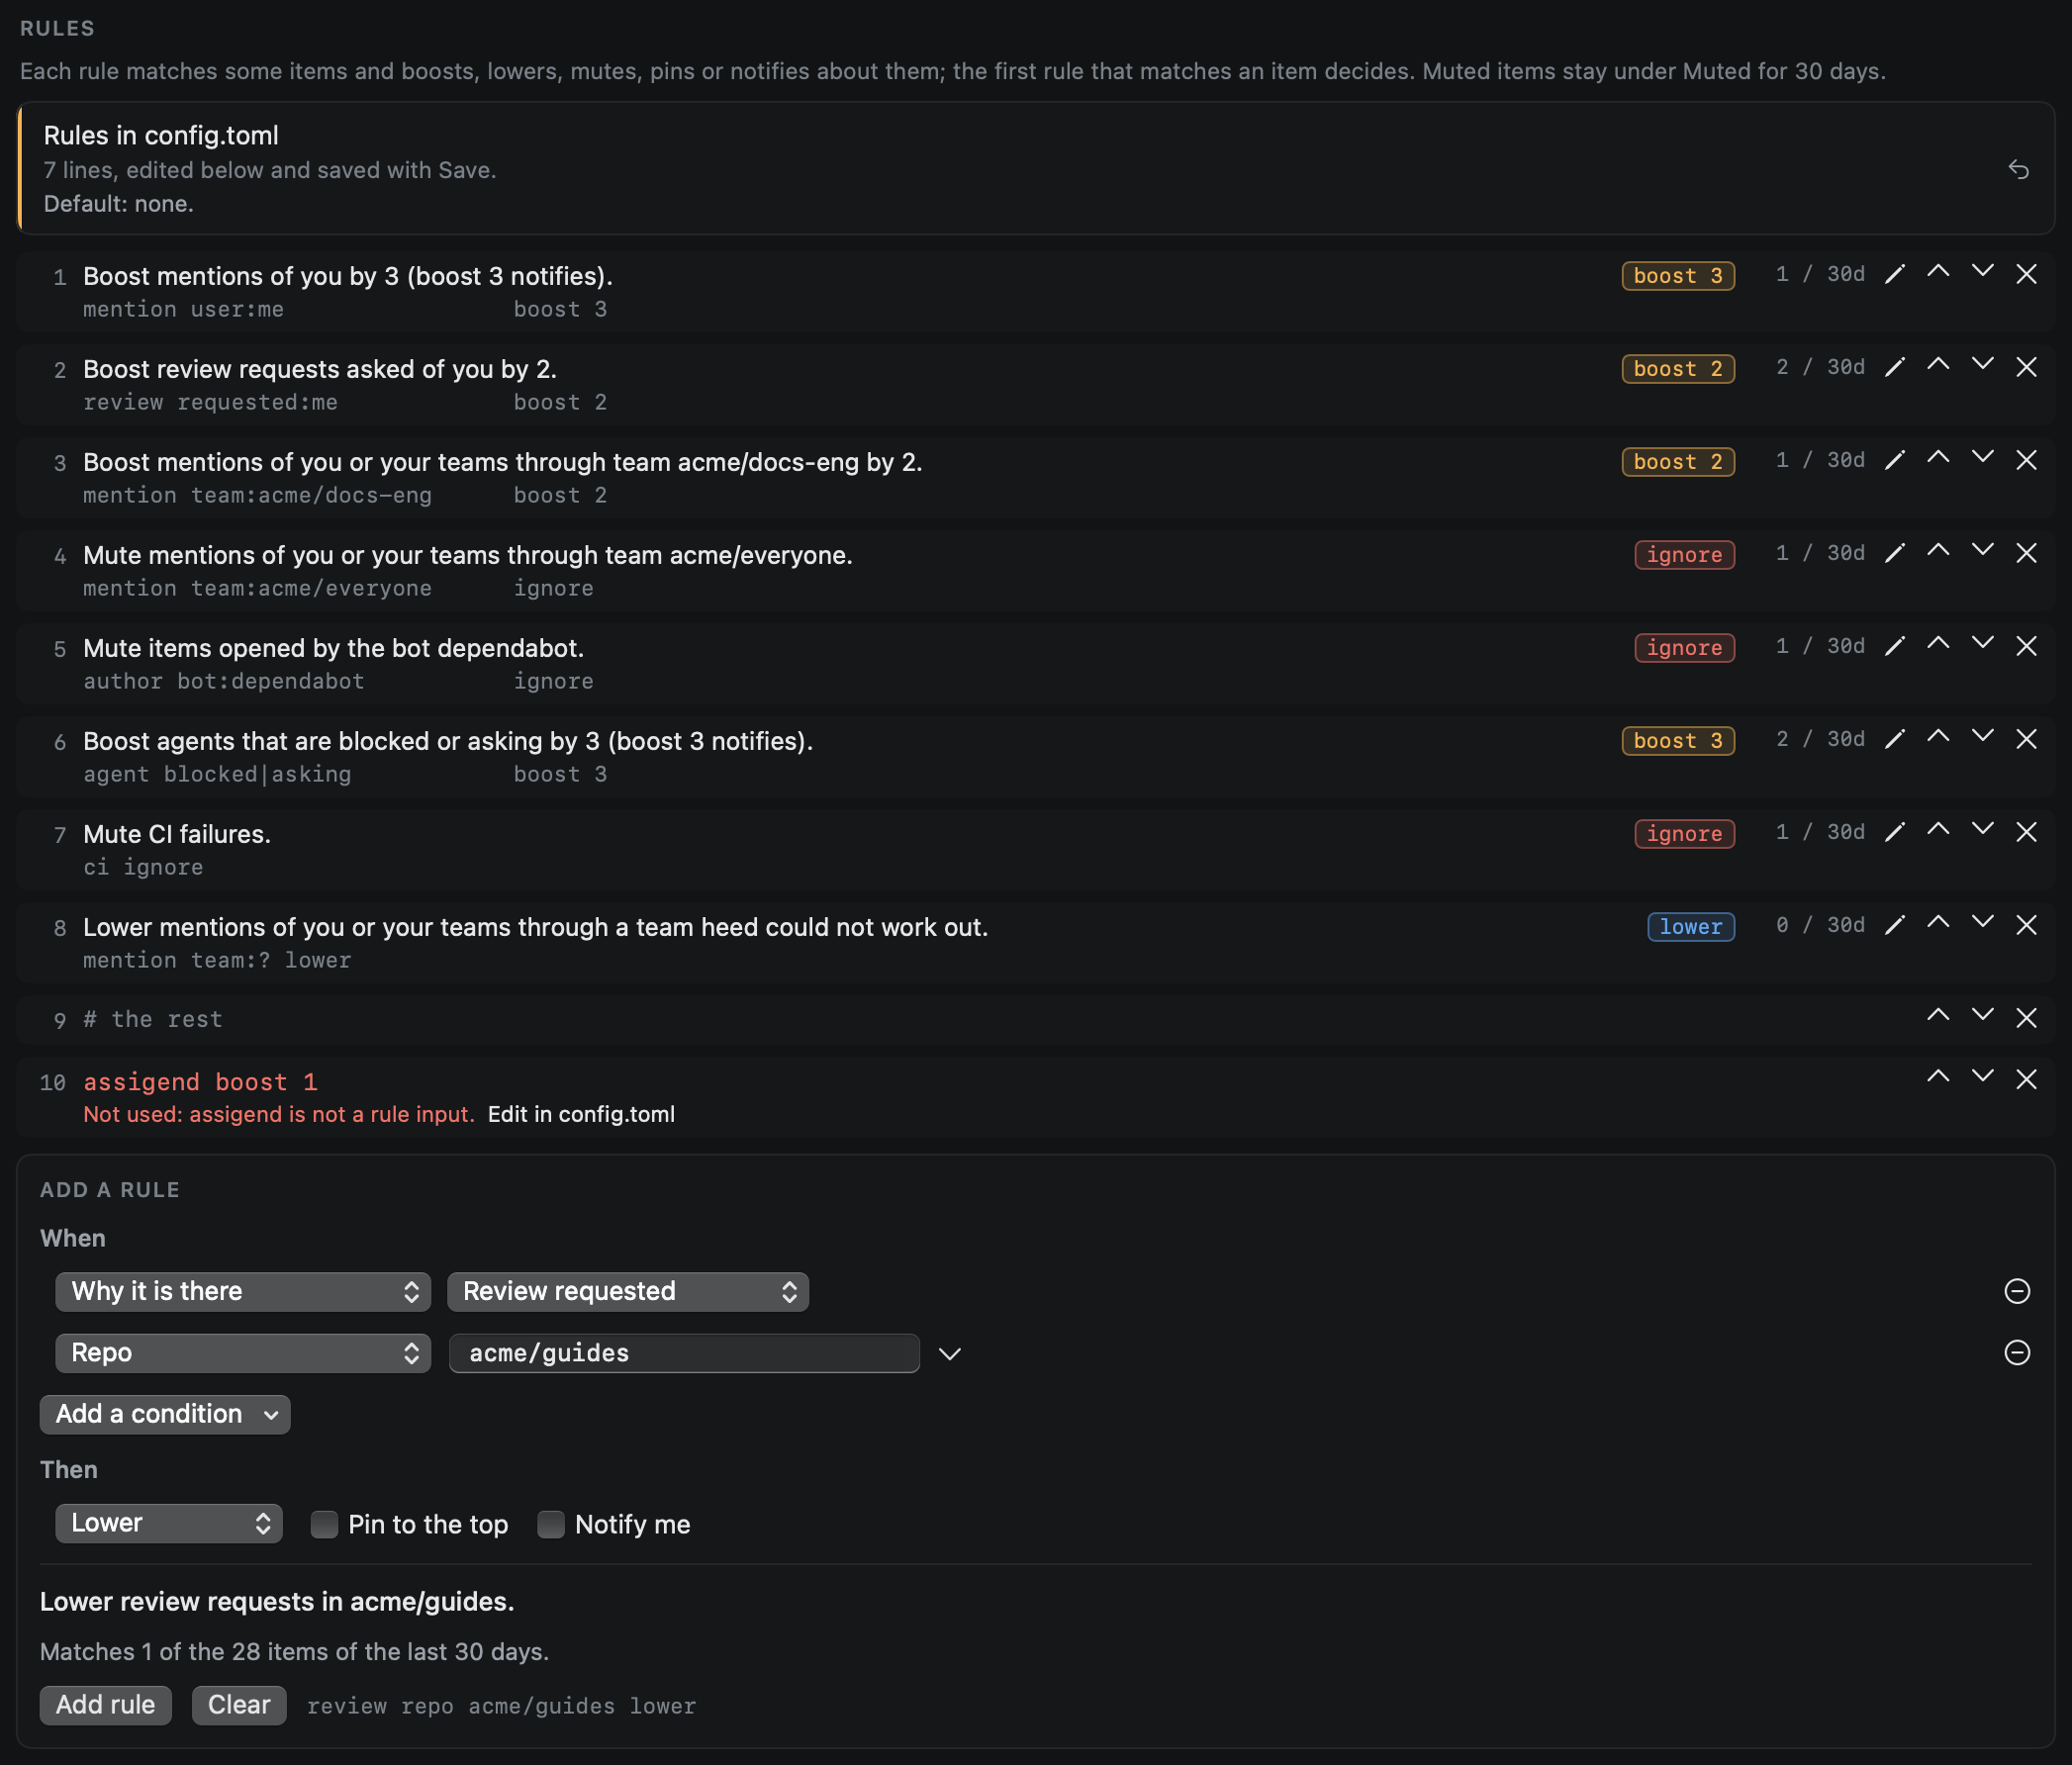 RULES
Each rule matches some items and boosts, lowers, mutes, pins or notifies about them; the first rule that matches an item decides. Muted items stay under Muted for 30 days.
Rules in config.toml
7 lines, edited below and saved with Save.
Default: none.
1 Boost mentions of you by 3 (boost 3 notifies). boost 3 1 / 30d
mention user:me boost 3
2 Boost review requests asked of you by 2. boost 2 2 / 30d
review requested:me boost 2
3 Boost mentions of you or your teams through team acme/docs-eng by 2. boost 2 1 / 30d
mention team:acme/docs-eng boost 2
4 Mute mentions of you or your teams through team acme/everyone. ignore 1 / 30d
mention team:acme/everyone ignore
5 Mute items opened by the bot dependabot. ignore 1 / 30d
author bot:dependabot ignore
6 Boost agents that are blocked or asking by 3 (boost 3 notifies). boost 3 2 / 30d
agent blocked|asking boost 3
7 Mute CI failures. ignore 1 / 30d
ci ignore
8 Lower mentions of you or your teams through a team heed could not work out. lower 0 / 30d
mention team:? lower
9 # the rest
10 assigend boost 1
Not used: assigend is not a rule input. Edit in config.toml
ADD A RULE
When
Why it is there Review requested
Repo acme/guides
Add a condition
Then
Lower Pin to the top Notify me
Lower review requests in acme/guides.
Matches 1 of the 28 items of the last 30 days.
Add rule Clear review repo acme/guides lower